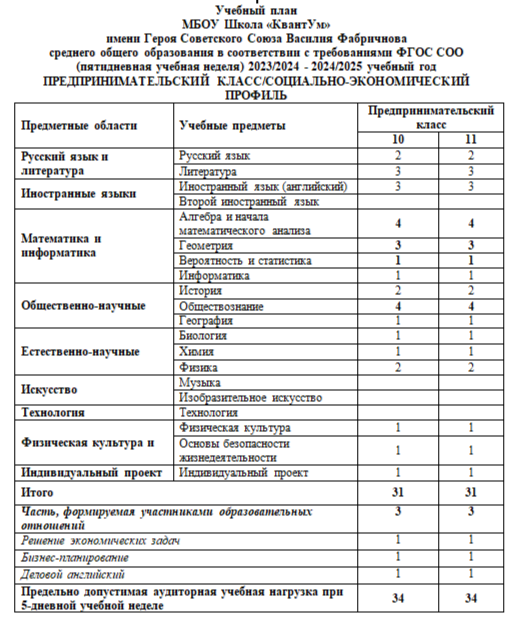 Учебный план
МБОУ Школа «КвантУм»
имени Героя Советского Союза Василия Фабричнова
среднего общего образования в соответствии с требованиями ФГОС СОО
(пятидневная учебная неделя) 2023/2024 - 2024/2025 учебный год
ПРЕДПРИНИМАТЕЛЬСКИЙ КЛАСС/СОЦИАЛЬНО-ЭКОНОМИЧЕСКИЙ
ПРОФИЛЬ
Предметные области Учебные предметы Предпринимательский класс
10 11
Русский язык и литература Русский язык 2 2
Литература 3 3
Иностранные языки Иностранный язык (английский) 3 3
Второй иностранный язык
Математика и информатика Алгебра и начала математического анализа 4 4
Геометрия 3 3
Вероятность и статистика 1 1
Информатика 1 1
Общественно-научные История 2 2
Обществознание 4 4
География 1 1
Естественно-научные Биология 1 1
Химия 1 1
Физика 2 2
Искусство Музыка
Изобразительное искусство
Технология Технология
Физическая культура и Физическая культура 1 1
Основы безопасности жизнедеятельности 1 1
Индивидуальный проект Индивидуальный проект 1 1
Итого 31 31
Часть, формируемая участниками образовательных отношений 3 3
Решение экономических задач 1 1
Бизнес-планирование 1 1
Деловой английский 1 1
Предельно допустимая аудиторная учебная нагрузка при 5-дневной учебной неделе 34 34